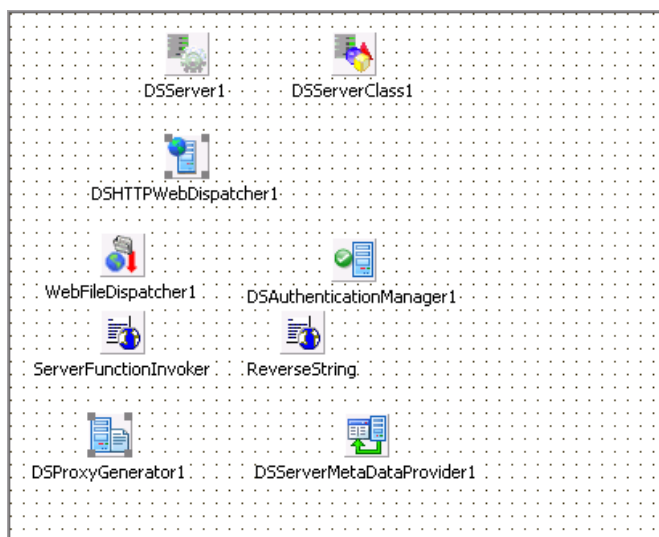 DSServer1
DSServerClass1
DSHTTPWebDispatcher1
WebFileDispatcher1
DSAuthenticationManager1
ServerFunctionInvoker
ReverseString
DSProxyGenerator1
DSServerMetaDataProvider1